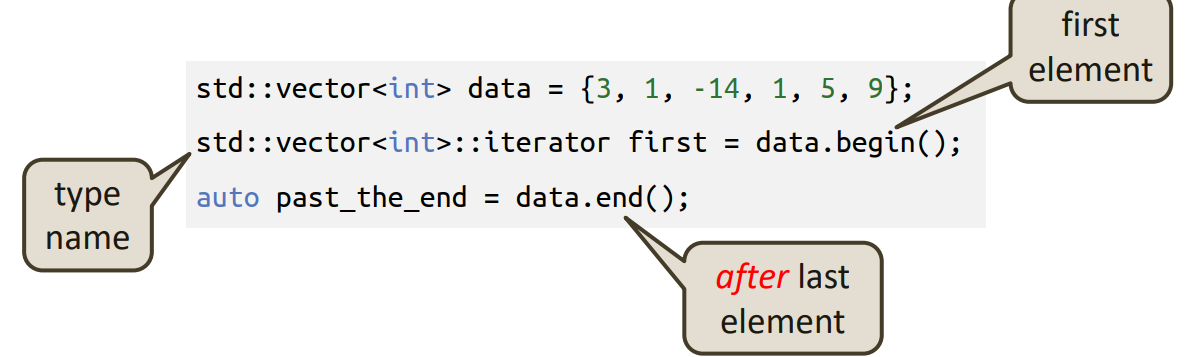 first
element
std::vector<int> data = {3, 1, -14, 1, 5, 9};
std::vector<int>::iterator first = data.begin();
auto past_the_end = data.end();
type
name
after last
element